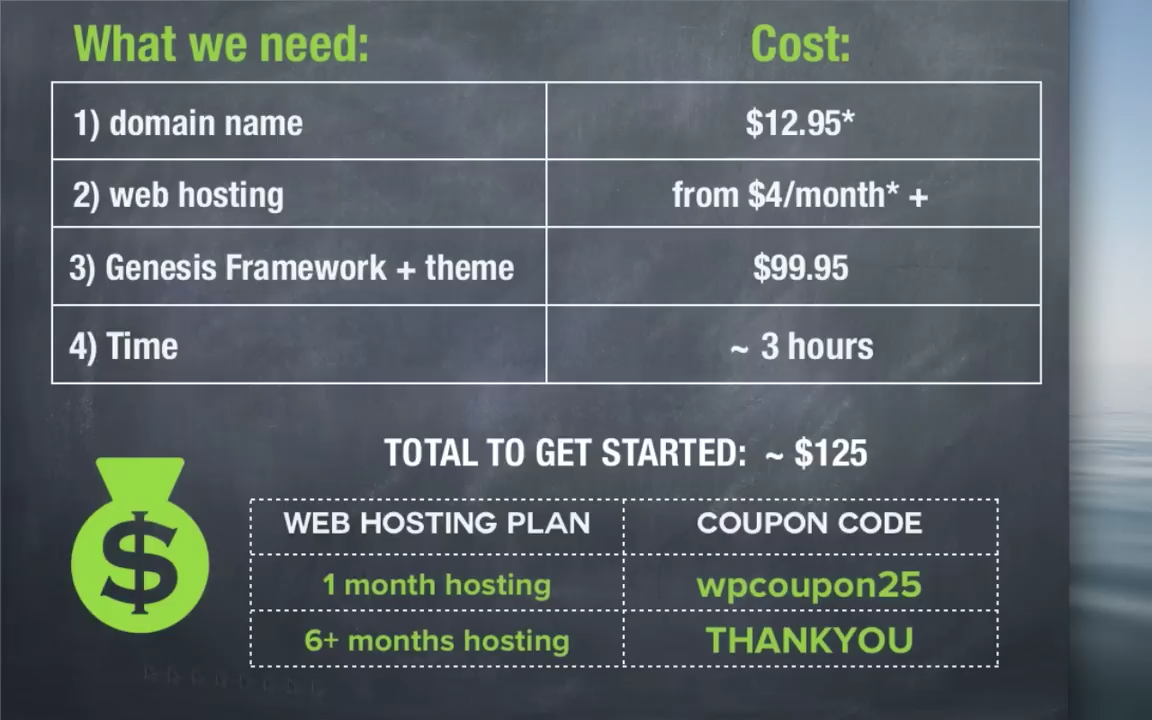 What we need: Cost:
1) domain name $12.95*
2) web hosting from $4/month* +
3) Genesis Framework + theme $99.95
4) Time ~ 3 hours
TOTAL TO GET STARTED: ~ $125
$
WEB HOSTING PLAN COUPON CODE
1 month hosting wpcoupon25
6+ months hosting THANKYOU